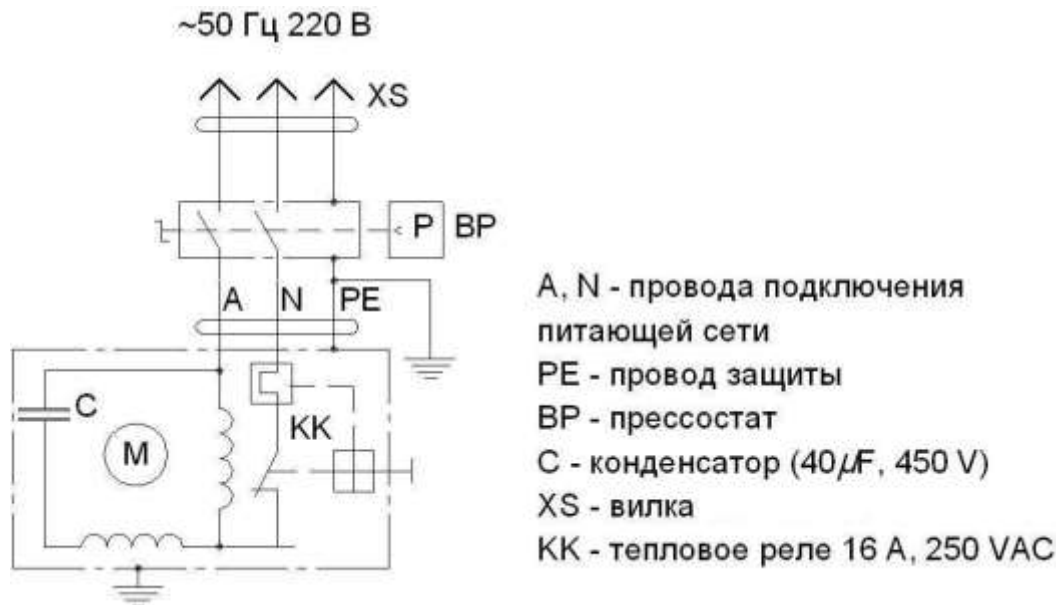 ~50 Гц 220 В
XS
P BP
A N PE
C
KK
M
A, N - провода подключения
питающей сети
PE - провод защиты
BP - прессостат
C - конденсатор (40µF, 450 V)
XS - вилка
KK - тепловое реле 16 A, 250 VAC